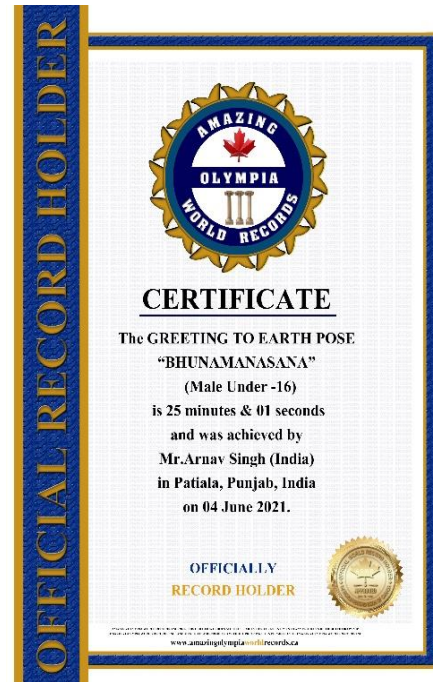 OFFICIAL RECORD HOLDER
AMAZING
OLYMPIA
WORLD RECORDS
CERTIFICATE
The GREETING TO EARTH POSE
“BHUNAMANASANA”
(Male Under -16)
is 25 minutes & 01 seconds
and was achieved by
Mr.Arnav Singh (India)
in Patiala, Punjab, India
on 04 June 2021.
OFFICIALLY
RECORD HOLDER
www.amazingolympiaworldrecords.ca